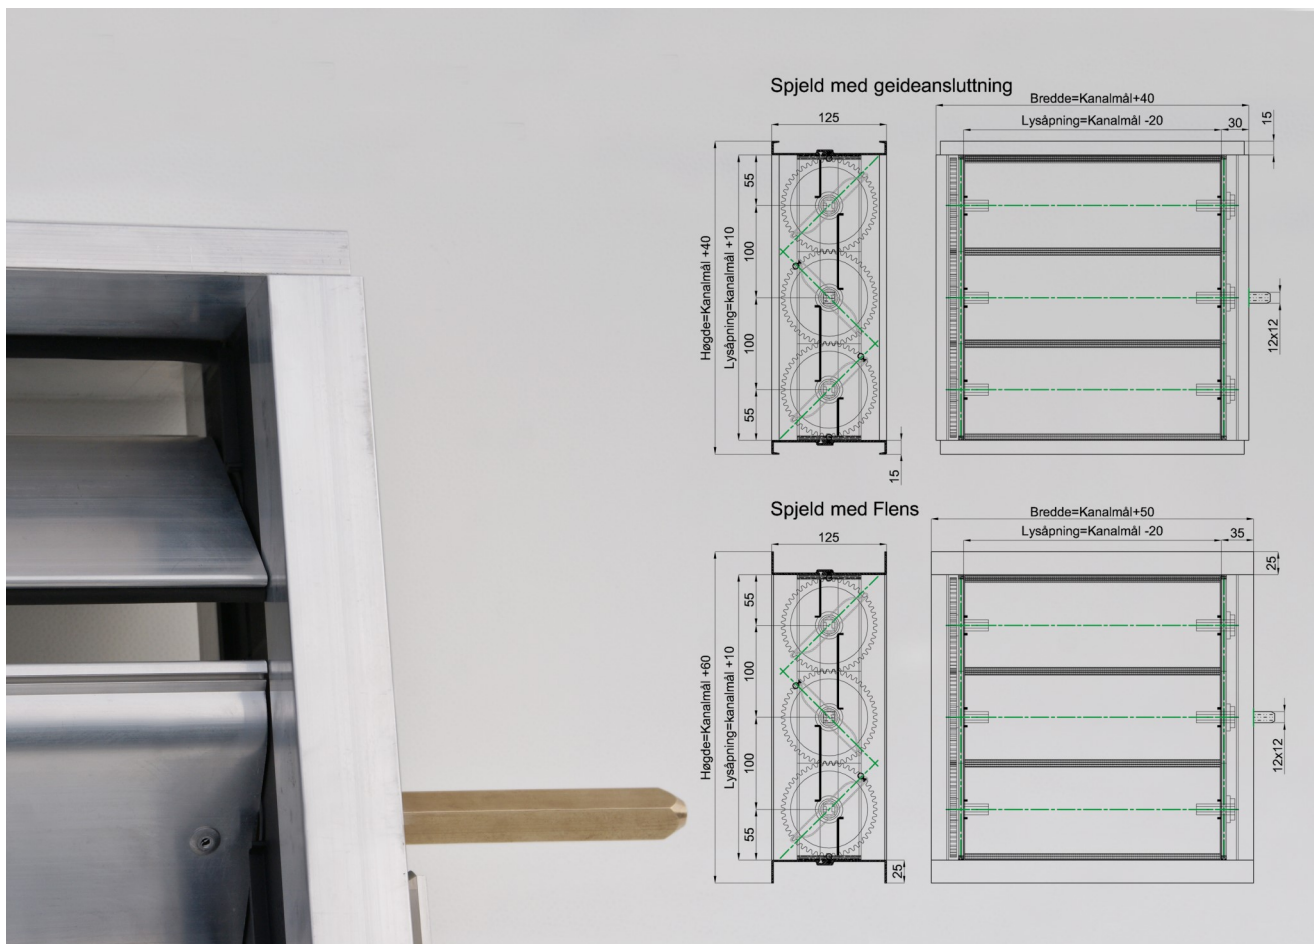 Spjeld med geideansluttning
Bredde=Kanalmål+40
125
Lysåpning=Kanalmål -20
30
15
Høgde=Kanalmål +40
Lysåpning=kanalmål +10
55
100
100
55
15
12x12
Spjeld med Flens
Bredde=Kanalmål+50
125
Lysåpning=Kanalmål -20
35
25
Høgde=Kanalmål +60
Lysåpning=kanalmål +10
55
100
100
55
25
12x12